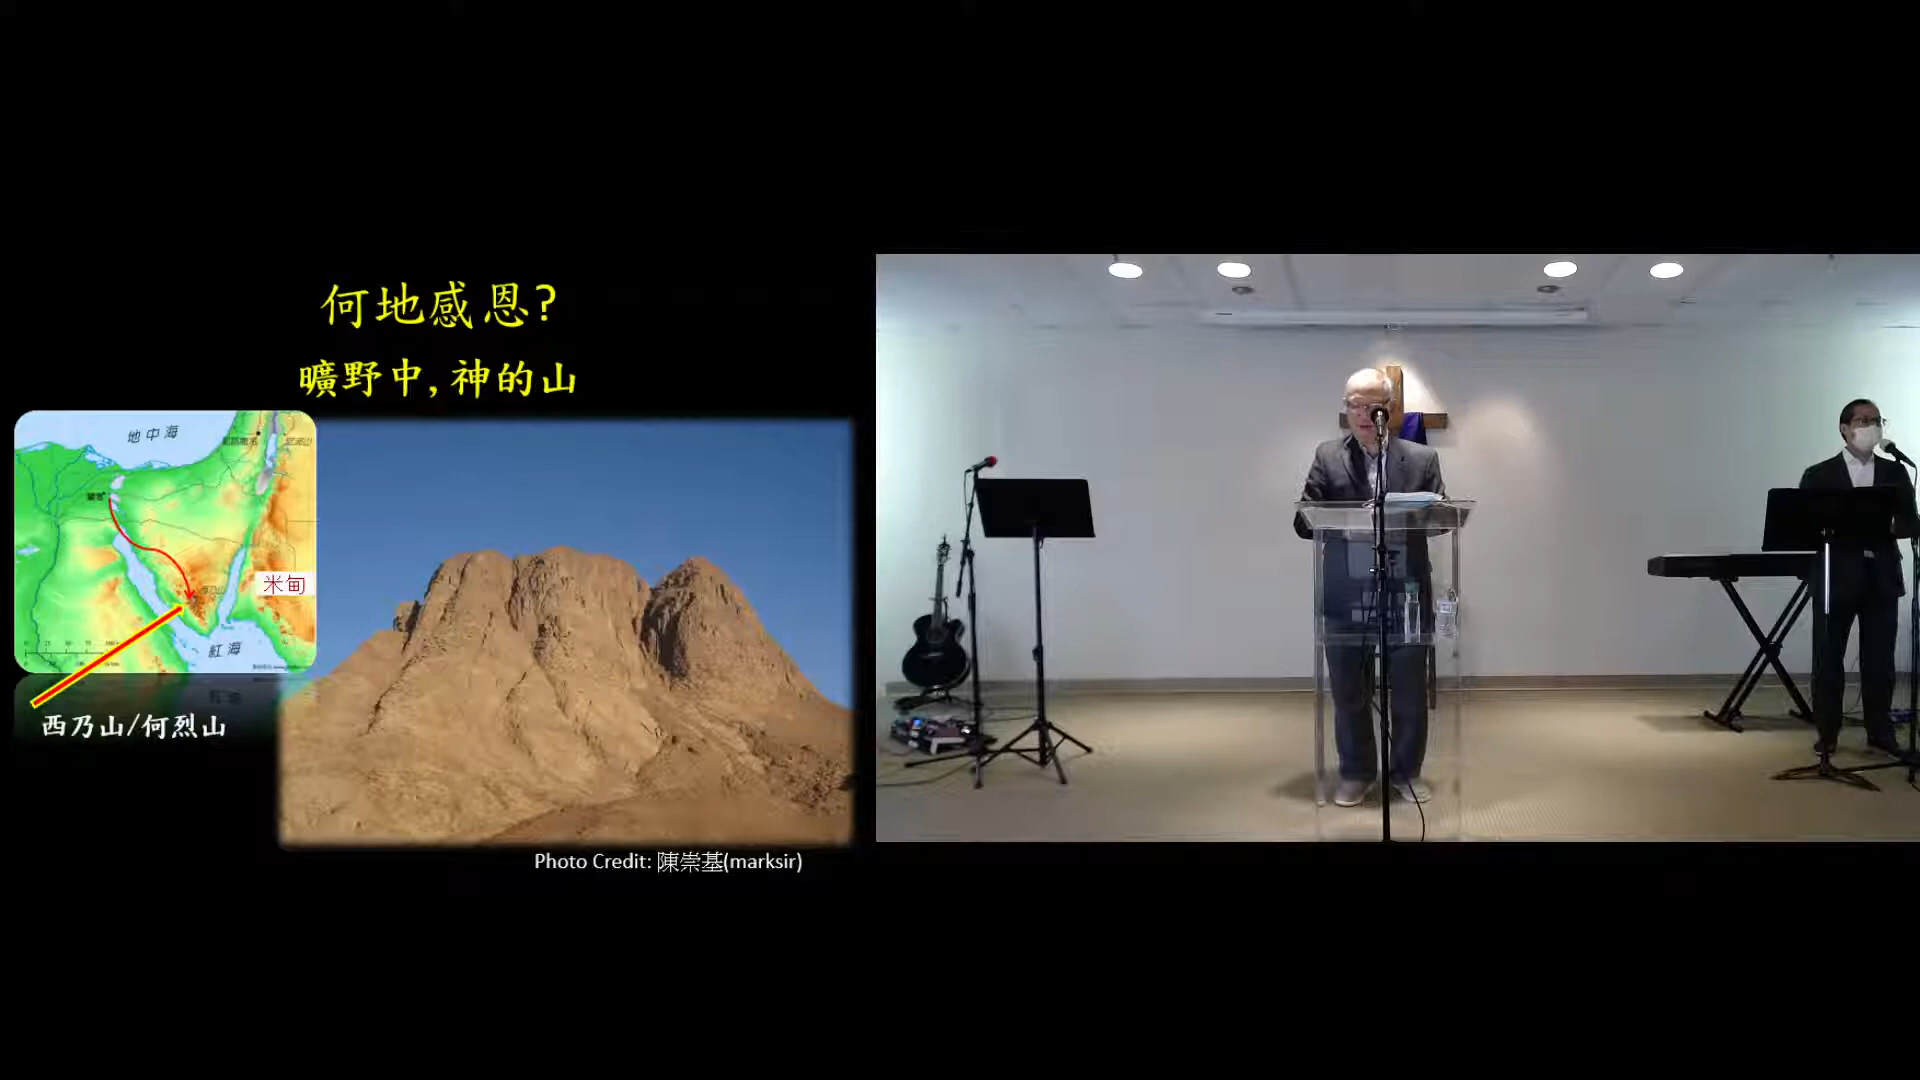 何地感恩?
曠野中, 神的山
地中海
米甸
紅海
西乃山/何烈山
Photo Credit: 陳崇基(marksir)